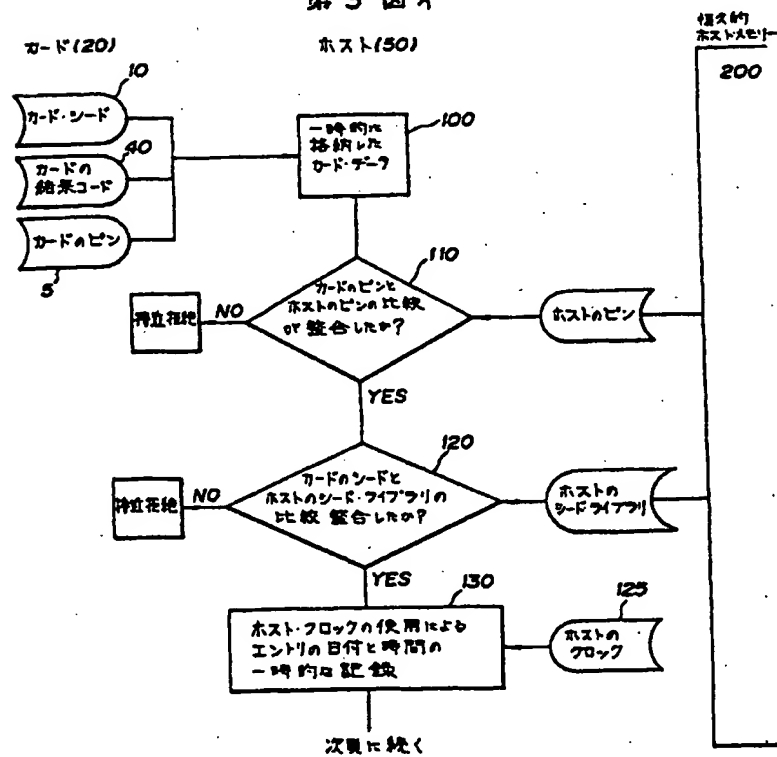 第3図A
恒久的
ホストメモリー
カード(20)
ホスト(50)
200
10
カード・シード
40
カードの
結果コード
カードのピン
5
100
一時的に
格納した
カード・データ
110
カードのピンと
ホストのピンの比較
整合したか?
NO
ホストのピン
YES
120
カードのシードと
ホストのシード・ライブラリの
比較 整合したか?
NO
ホストの
シードライブラリ
YES
130
ホスト・クロックの使用による
エントリの日付と時間の
一時的な記録
125
ホストの
クロック
次頁に続く